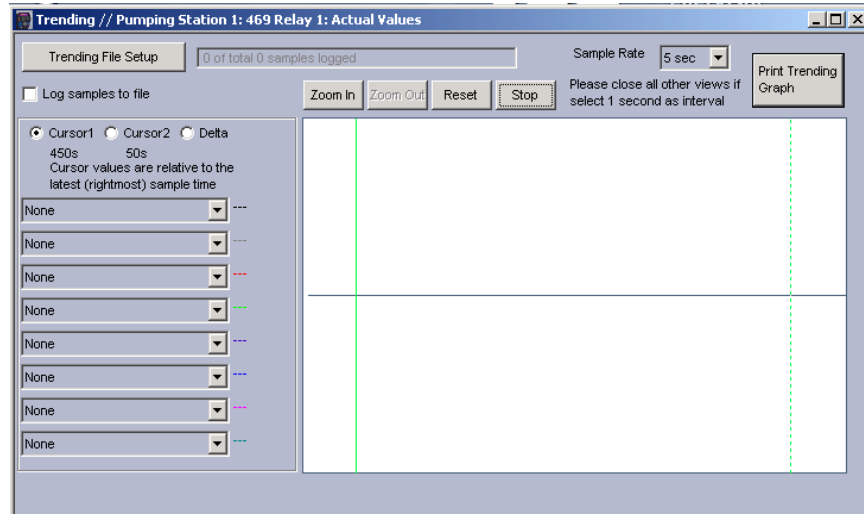 Trending // Pumping Station 1: 469 Relay 1: Actual Values
Trending File Setup
0 of total 0 samples logged
Sample Rate
5 sec
Print Trending
Graph
Log samples to file
Zoom In
Zoom Out
Reset
Stop
Please close all other views if
select 1 second as interval
Cursor1
Cursor2
Delta
450s
50s
Cursor values are relative to the
latest (rightmost) sample time
None ---
None ---
None ---
None ---
None ---
None ---
None ---
None ---